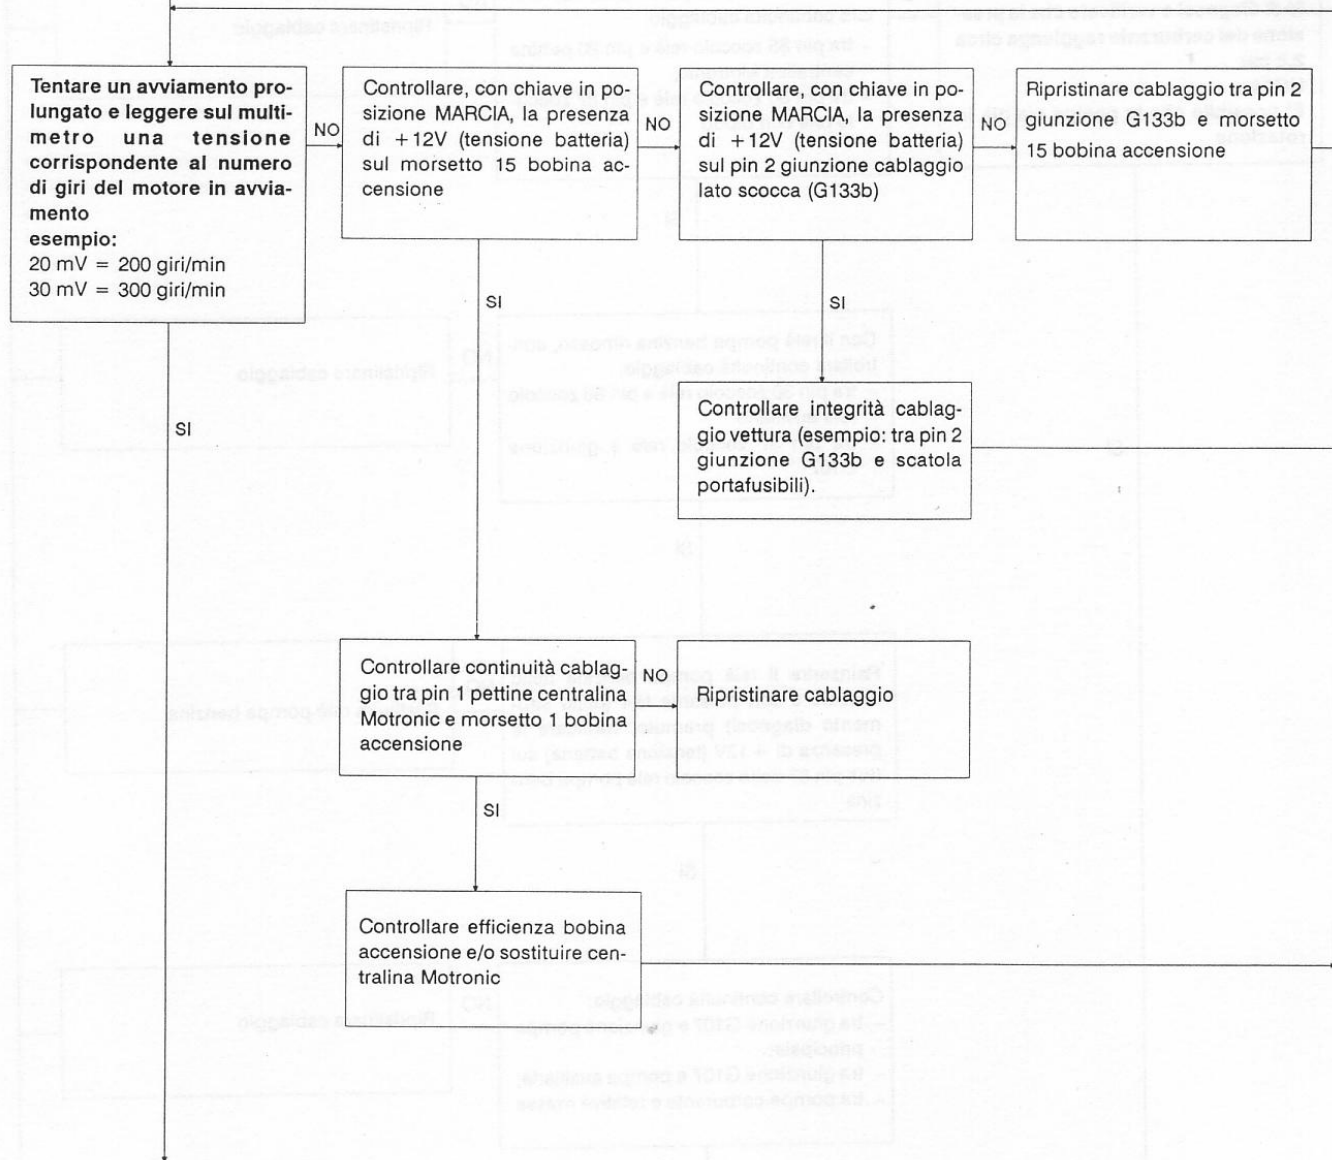 Tentare un avviamento pro-
lungato e leggere sul multi-
metro una tensione
corrispondente al numero
di giri del motore in avvia-
mento
esempio:
20 mV = 200 giri/min
30 mV = 300 giri/min
NO
Controllare, con chiave in po-
sizione MARCIA, la presenza
di +12V (tensione batteria)
sul morsetto 15 bobina ac-
censione
NO
Controllare, con chiave in po-
sizione MARCIA, la presenza
di +12V (tensione batteria)
sul pin 2 giunzione cablaggio
lato scocca (G133b)
NO
Ripristinare cablaggio tra pin 2
giunzione G133b e morsetto
15 bobina accensione
SI
SI
SI
Controllare integrità cablag-
gio vettura (esempio: tra pin 2
giunzione G133b e scatola
portafusibili).
Controllare continuità cablag-
gio tra pin 1 pettine centralina
Motronic e morsetto 1 bobina
accensione
NO
Ripristinare cablaggio
SI
Controllare efficienza bobina
accensione e/o sostituire cen-
tralina Motronic